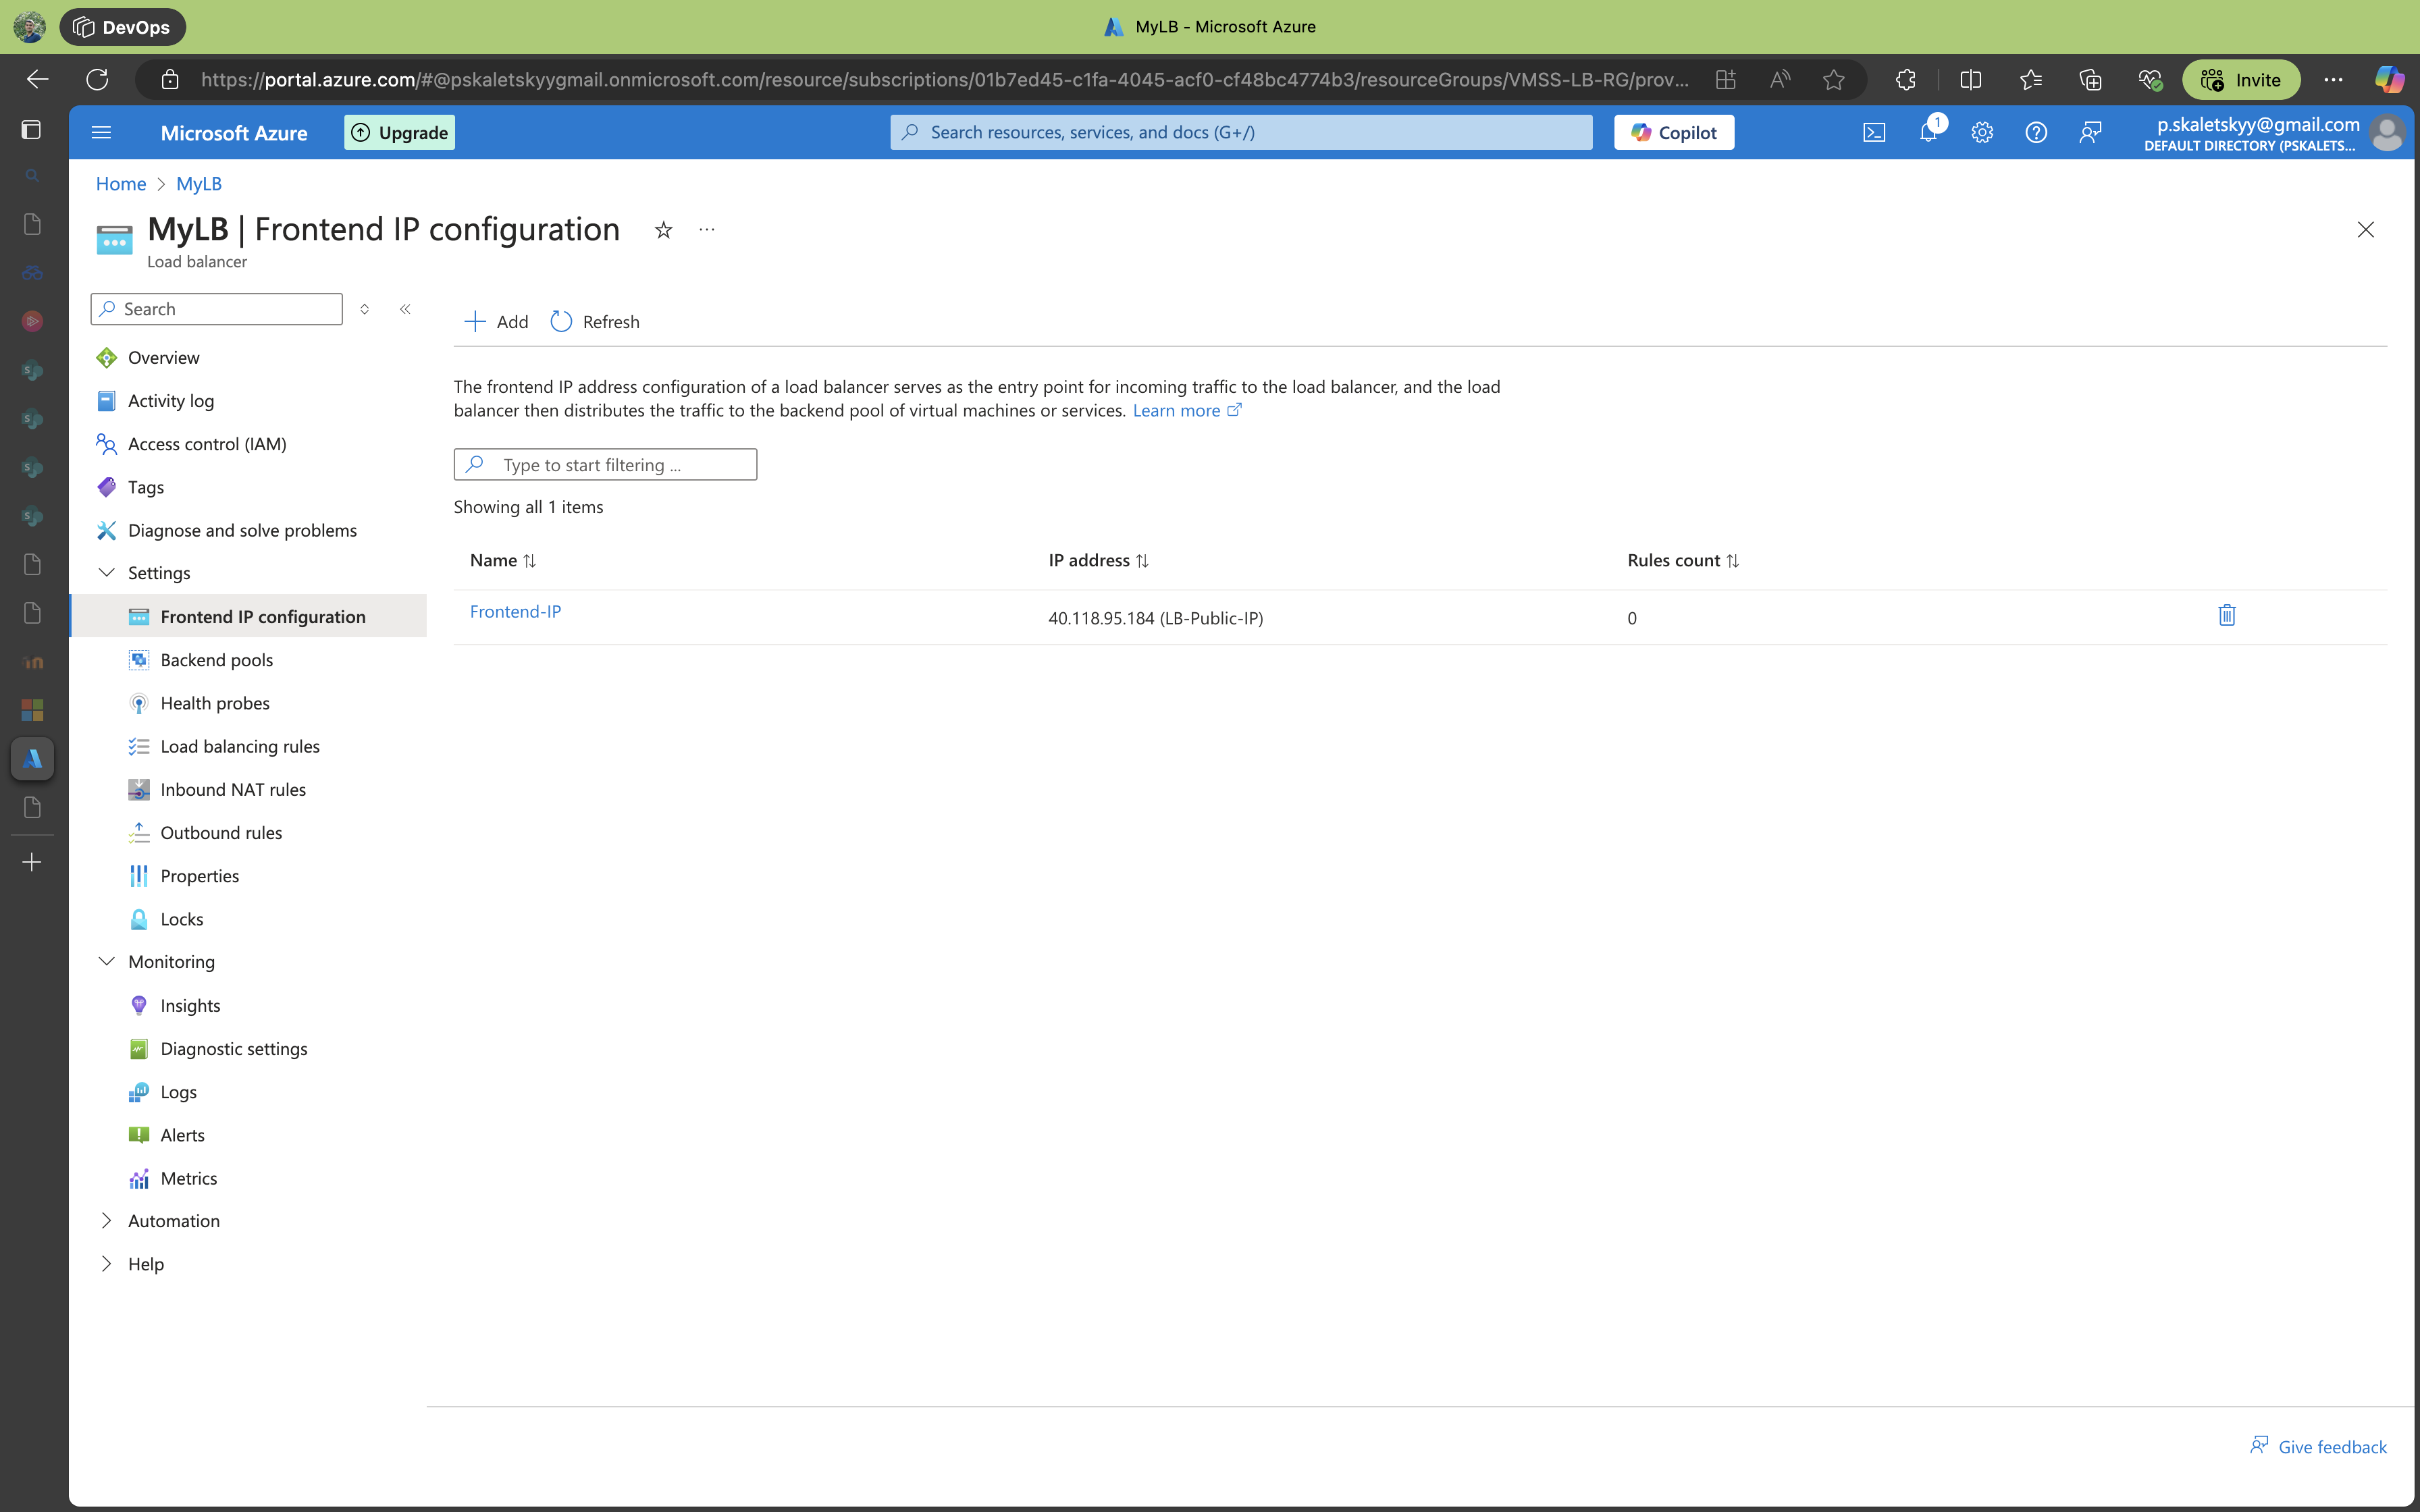 DevOps
MyLB - Microsoft Azure
https://portal.azure.com/#@pskaletskyygmail.onmicrosoft.com/resource/subscriptions/01b7ed45-c1fa-4045-acf0-cf48bc4774b3/resourceGroups/VMSS-LB-RG/prov...
Invite
Microsoft Azure
Upgrade
Search resources, services, and docs (G+/)
Copilot
1
p.skaletskyy@gmail.com
DEFAULT DIRECTORY (PSKALETS...
Home > MyLB
MyLB | Frontend IP configuration
Load balancer
Search
Overview
Activity log
Access control (IAM)
Tags
Diagnose and solve problems
Settings
Frontend IP configuration
Backend pools
Health probes
Load balancing rules
Inbound NAT rules
Outbound rules
Properties
Locks
Monitoring
Insights
Diagnostic settings
Logs
Alerts
Metrics
Automation
Help
Add
Refresh
The frontend IP address configuration of a load balancer serves as the entry point for incoming traffic to the load balancer, and the load
balancer then distributes the traffic to the backend pool of virtual machines or services. Learn more
Type to start filtering ...
Showing all 1 items
Name
IP address
Rules count
Frontend-IP
40.118.95.184 (LB-Public-IP)
0
Give feedback